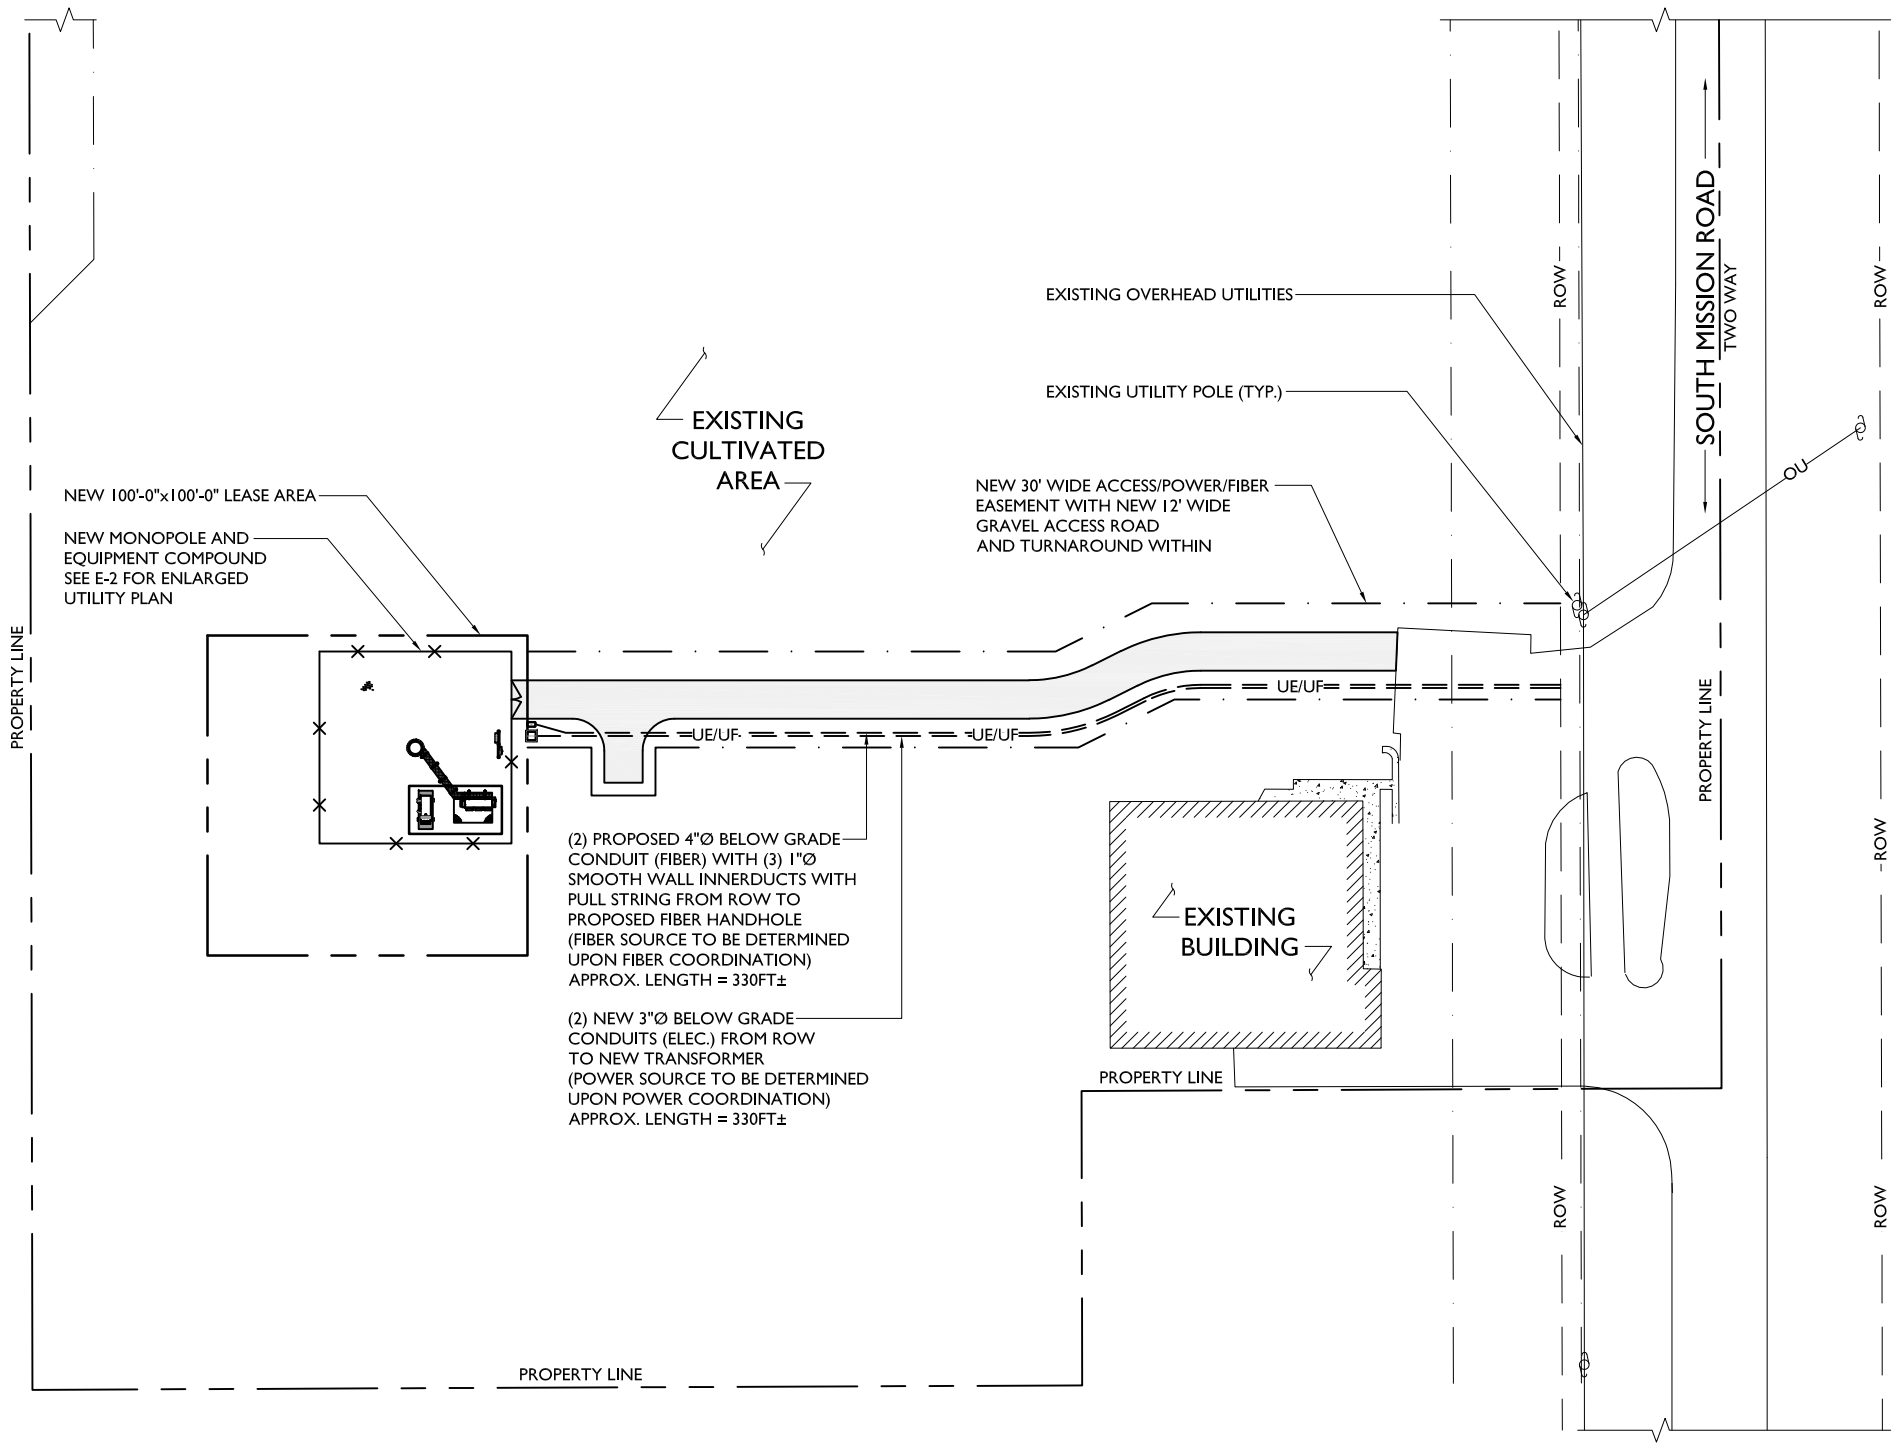 ROW
ROW
SOUTH MISSION ROAD
TWO WAY
EXISTING OVERHEAD UTILITIES
EXISTING UTILITY POLE (TYP.)
EXISTING
CULTIVATED
AREA
OU
NEW 100'-0"x100'-0" LEASE AREA
NEW MONOPOLE AND
EQUIPMENT COMPOUND
SEE E-2 FOR ENLARGED
UTILITY PLAN
NEW 30' WIDE ACCESS/POWER/FIBER
EASEMENT WITH NEW 12' WIDE
GRAVEL ACCESS ROAD
AND TURNAROUND WITHIN
PROPERTY LINE
UE/UF
UE/UF
UE/UF
PROPERTY LINE
(2) PROPOSED 4"Ø BELOW GRADE
CONDUIT (FIBER) WITH (3) 1"Ø
SMOOTH WALL INNERDUCTS WITH
PULL STRING FROM ROW TO
PROPOSED FIBER HANDHOLE
(FIBER SOURCE TO BE DETERMINED
UPON FIBER COORDINATION)
APPROX. LENGTH = 330FT±
ROW
EXISTING
BUILDING
(2) NEW 3"Ø BELOW GRADE
CONDUITS (ELEC.) FROM ROW
TO NEW TRANSFORMER
(POWER SOURCE TO BE DETERMINED
UPON POWER COORDINATION)
APPROX. LENGTH = 330FT±
PROPERTY LINE
ROW
ROW
PROPERTY LINE